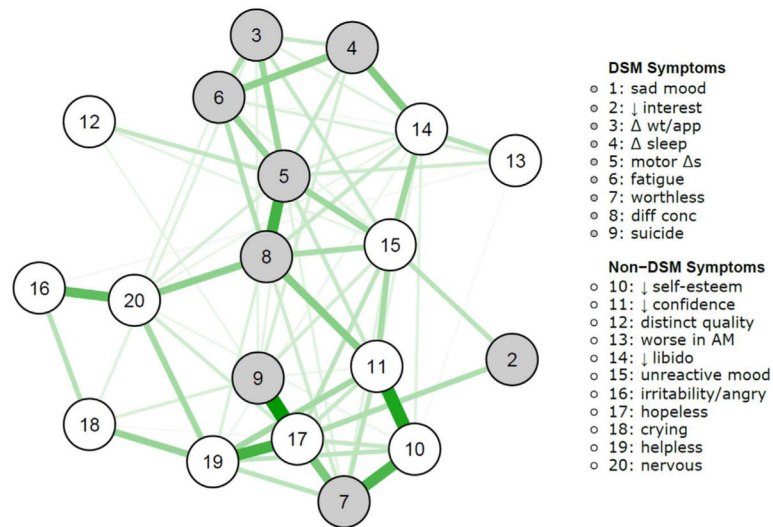 3
4
6
12
14
13
5
15
8
16
20
2
11
9
18
17
10
19
7
DSM Symptoms
1: sad mood
2: ↓ interest
3: Δ wt/app
4: Δ sleep
5: motor Δs
6: fatigue
7: worthless
8: diff conc
9: suicide
Non-DSM Symptoms
10: ↓ self-esteem
11: ↓ confidence
12: distinct quality
13: worse in AM
14: ↓ libido
15: unreactive mood
16: irritability/angry
17: hopeless
18: crying
19: helpless
20: nervous